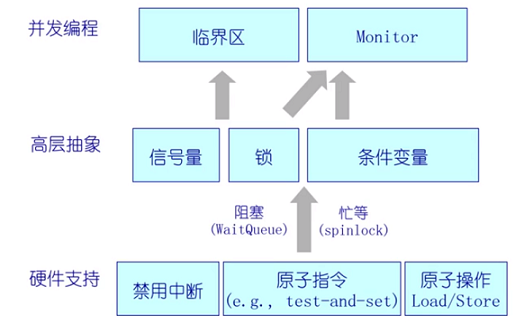 并发编程
临界区
Monitor
高层抽象
信号量
锁
条件变量
阻塞
(WaitQueue)
忙等
(spinlock)
硬件支持
禁用中断
原子指令
(e.g., test-and-set)
原子操作
Load/Store